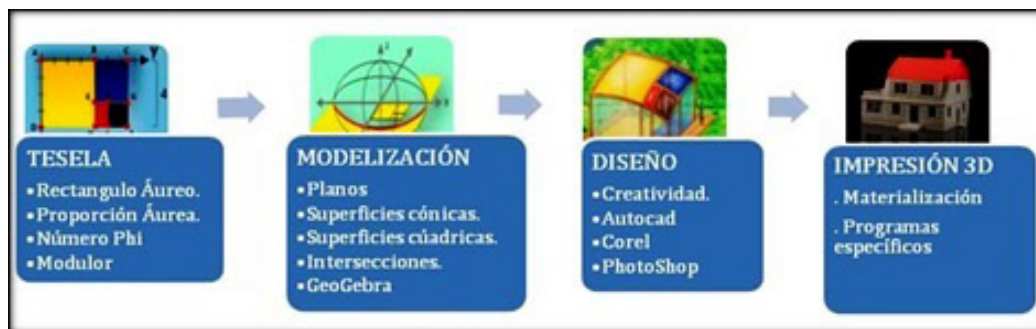 TESELA
▪Rectangulo Áureo.
▪Proporción Áurea.
▪Número Phi
▪Modulor
MODELIZACIÓN
▪Planos
▪Superficies cónicas.
▪Superficies cúadricas.
▪Intersecciones.
▪GeoGebra
DISEÑO
▪Creatividad.
▪Autocad
▪Corel
▪PhotoShop
IMPRESIÓN 3D
. Materialización
. Programas
específicos